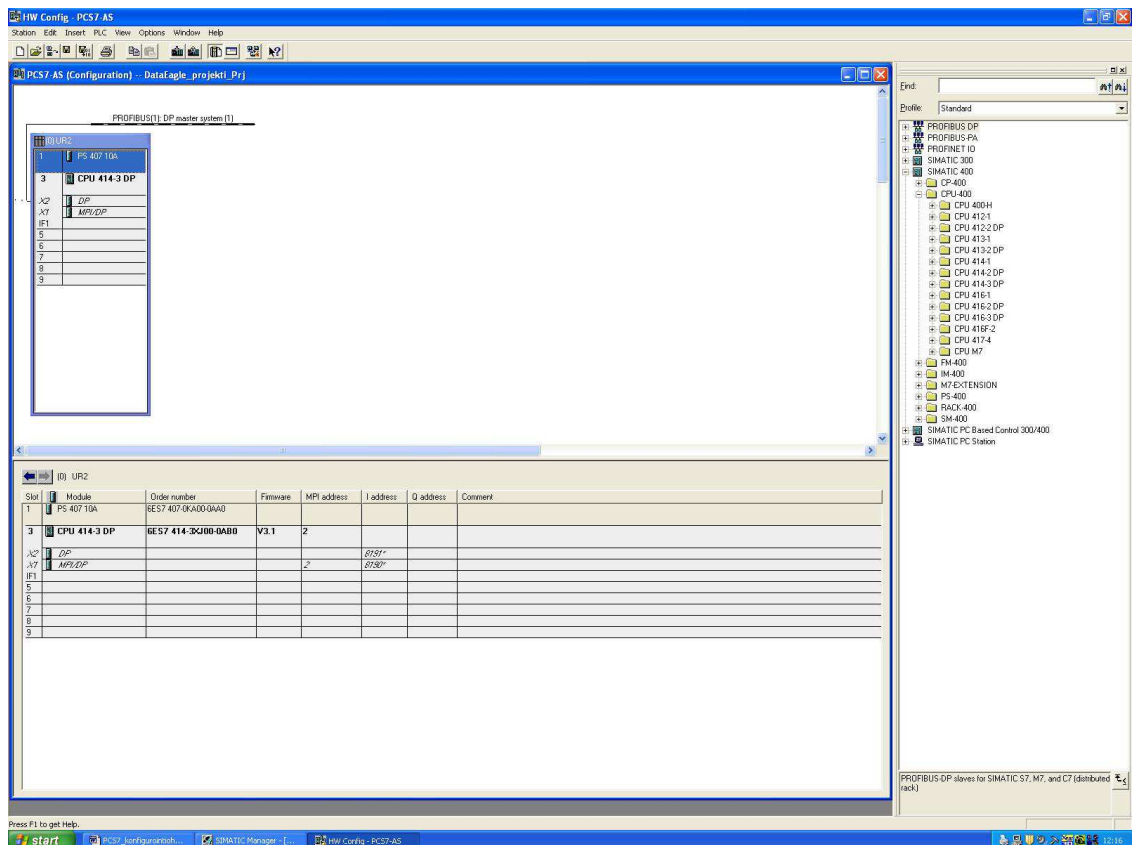 HW Config - PCS7-AS
Station Edit Insert PLC View Options Window Help
PCS7-AS (Configuration) -- DataEagle_projekti_Prj
PROFIBUS(1): DP master system (1)
(0) UR2
1 PS 407 10A
3 CPU 414-3 DP
X2 DP
X1 MPI/DP
IF1
5
6
7
8
9
(0) UR2
Slot Module Order number Firmware MPI address I address Q address Comment
1 PS 407 10A 6ES7 407-0KA00-0AA0
3 CPU 414-3 DP 6ES7 414-3XJ00-0AB0 V3.1 2
X2 DP 8191*
X1 MPI/DP 2 8190*
IF1
5
6
7
8
9
Find:
Profile: Standard
PROFIBUS DP
PROFIBUS-PA
PROFINET IO
SIMATIC 300
SIMATIC 400
CP-400
CPU-400
CPU 400-H
CPU 412-1
CPU 412-2 DP
CPU 413-1
CPU 413-2 DP
CPU 414-1
CPU 414-2 DP
CPU 414-3 DP
CPU 416-1
CPU 416-2 DP
CPU 416-3 DP
CPU 416F-2
CPU 417-4
CPU M7
FM-400
IM-400
M7-EXTENSION
PS-400
RACK-400
SM-400
SIMATIC PC Based Control 300/400
SIMATIC PC Station
PROFIBUS-DP slaves for SIMATIC S7, M7, and C7 (distributed
rack)
Press F1 to get Help.
start PCS7_konfigurointioh... SIMATIC Manager - [... HW Config - PCS7-AS 12:16